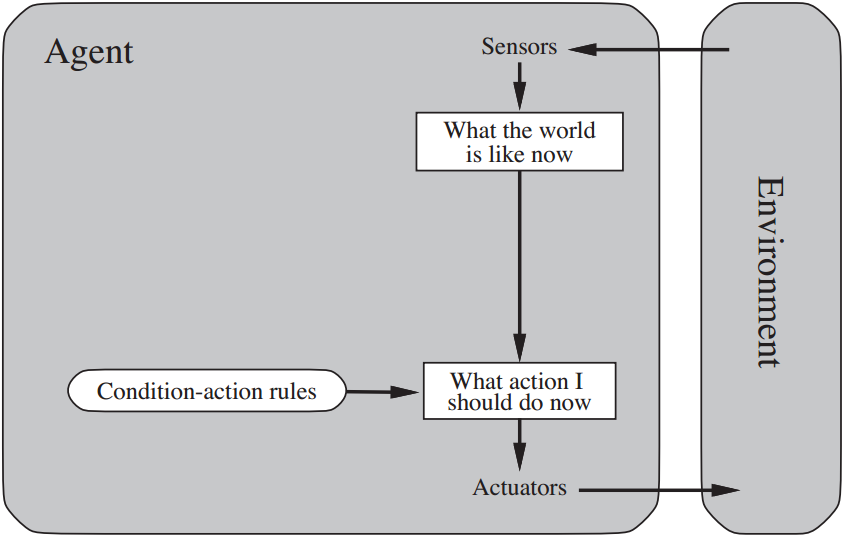 Agent
Sensors
What the world
is like now
Environment
Condition-action rules
What action I
should do now
Actuators